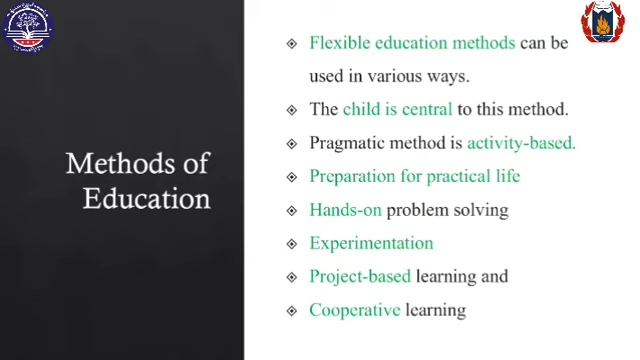 Methods of
Education
Flexible education methods can be
used in various ways.
The child is central to this method.
Pragmatic method is activity-based.
Preparation for practical life
Hands-on problem solving
Experimentation
Project-based learning and
Cooperative learning